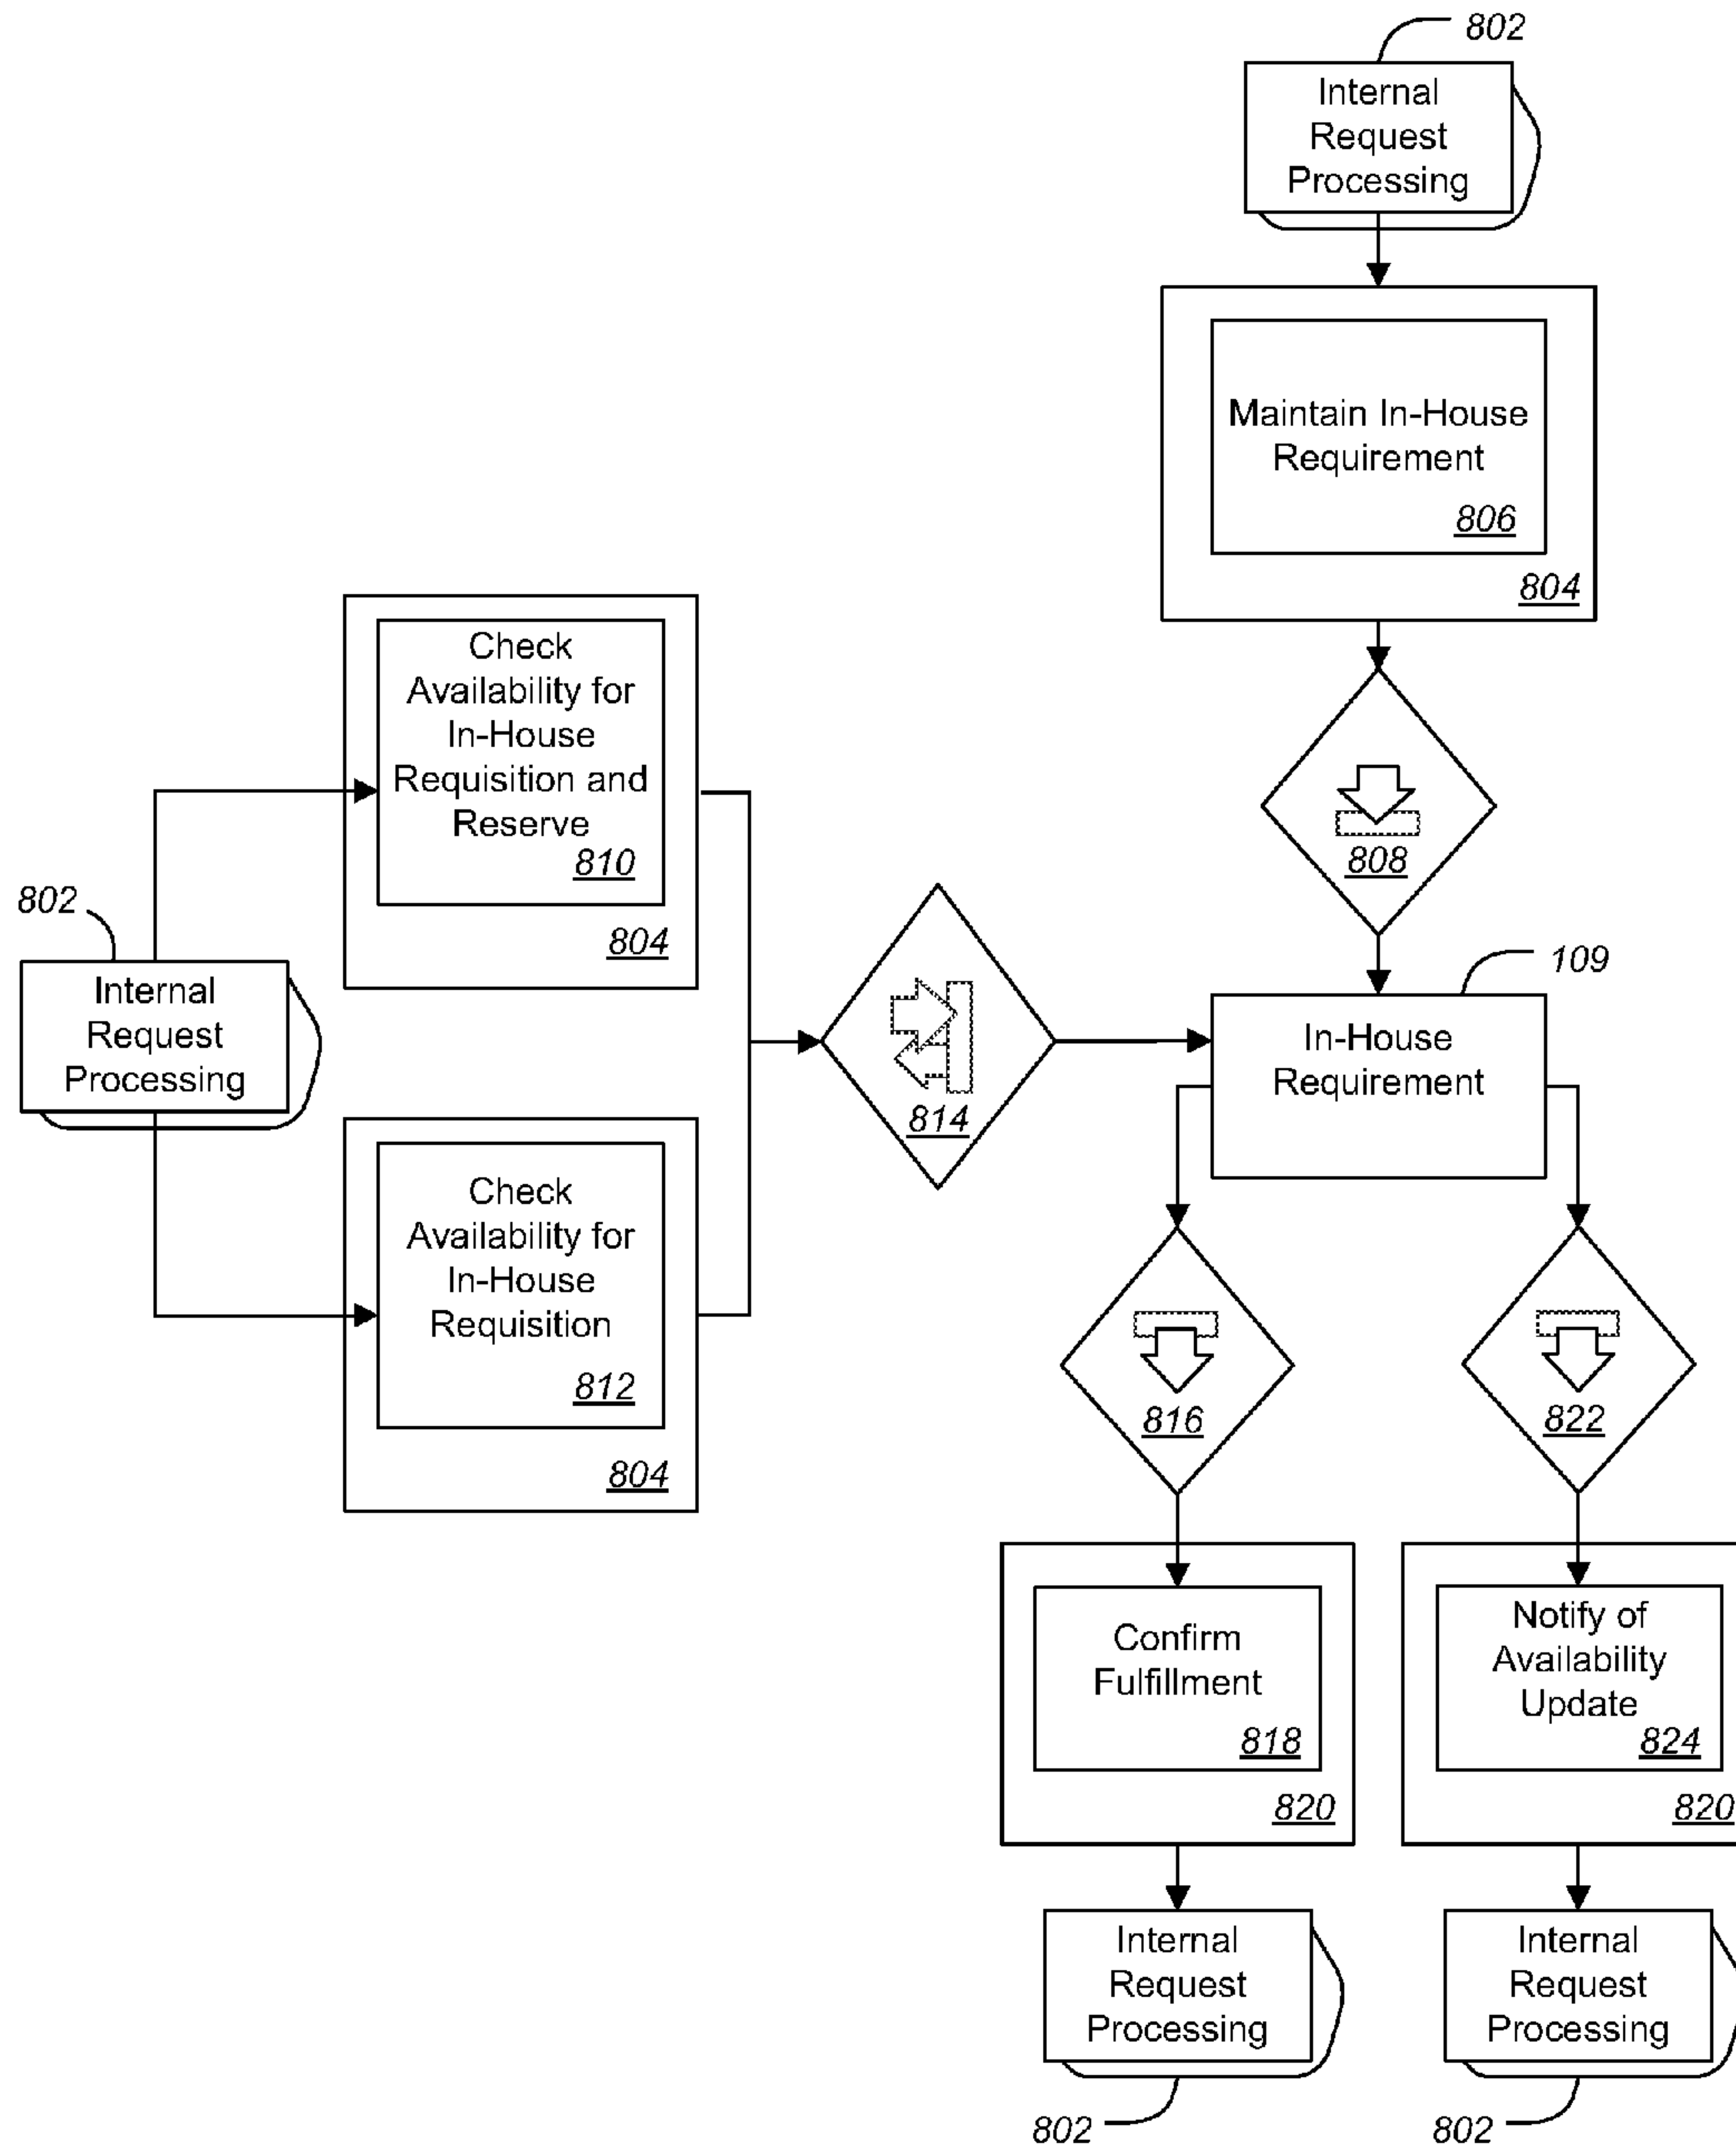 802
Internal
Request
Processing
Maintain In-House
Requirement
806
804
808
Check
Availability for
In-House
Requisition and
Reserve
810
804
802
Internal
Request
Processing
Check
Availability for
In-House
Requisition
812
804
814
109
In-House
Requirement
816
822
Confirm
Fulfillment
818
820
Notify of
Availability
Update
824
820
Internal
Request
Processing
802
Internal
Request
Processing
802